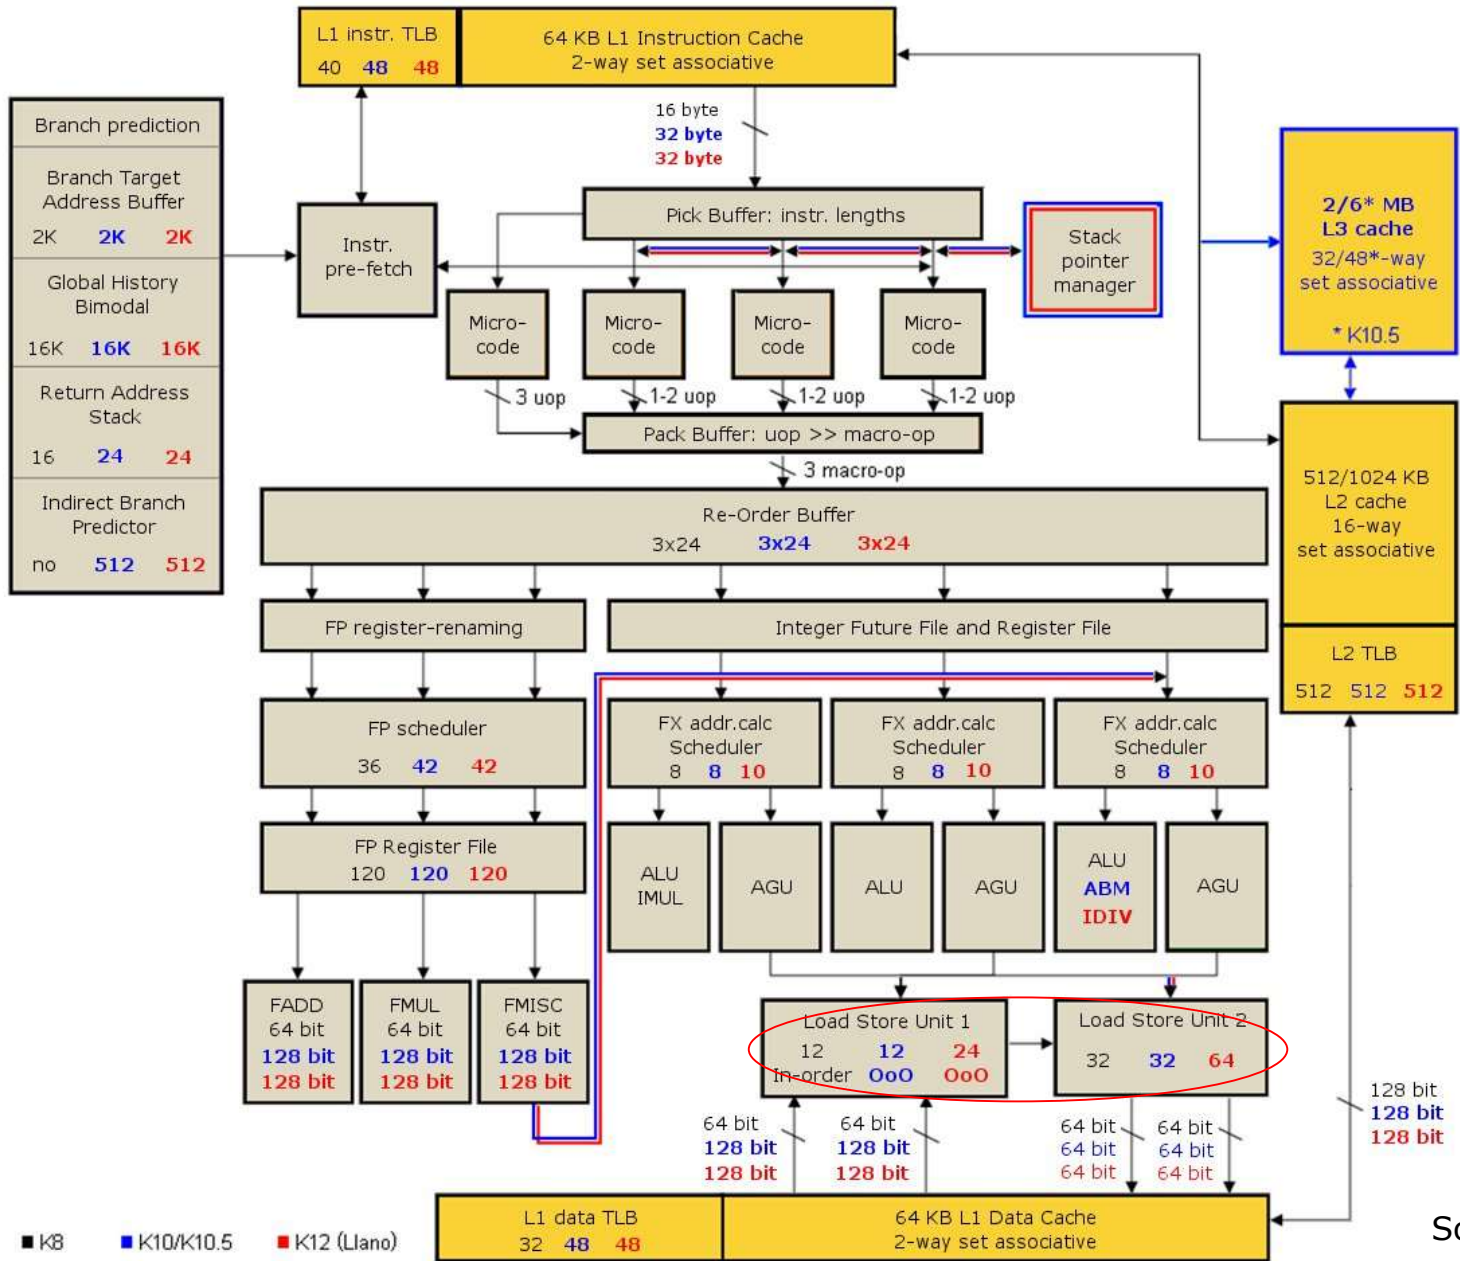 L1 instr. TLB
40 48 48
64 KB L1 Instruction Cache
2-way set associative
16 byte
32 byte
32 byte
Branch prediction
Branch Target
Address Buffer
2K 2K 2K
Global History
Bimodal
16K 16K 16K
Return Address
Stack
16 24 24
Indirect Branch
Predictor
no 512 512
Instr.
pre-fetch
Pick Buffer: instr. lengths
Stack
pointer
manager
2/6* MB
L3 cache
32/48*-way
set associative
* K10.5
Micro-
code
Micro-
code
Micro-
code
Micro-
code
3 uop
1-2 uop
1-2 uop
1-2 uop
Pack Buffer: uop >> macro-op
3 macro-op
512/1024 KB
L2 cache
16-way
set associative
L2 TLB
512 512 512
Re-Order Buffer
3x24 3x24 3x24
FP register-renaming
Integer Future File and Register File
FP scheduler
36 42 42
FX addr.calc
Scheduler
8 8 10
FX addr.calc
Scheduler
8 8 10
FX addr.calc
Scheduler
8 8 10
FP Register File
120 120 120
ALU
IMUL
AGU
ALU
AGU
ALU
ABM
IDIV
AGU
FADD
64 bit
128 bit
128 bit
FMUL
64 bit
128 bit
128 bit
FMISC
64 bit
128 bit
128 bit
Load Store Unit 1
12 12 24
In-order OoO OoO
Load Store Unit 2
32 32 64
64 bit
128 bit
128 bit
64 bit
128 bit
128 bit
64 bit
64 bit
64 bit
64 bit
64 bit
64 bit
128 bit
128 bit
128 bit
L1 data TLB
32 48 48
64 KB L1 Data Cache
2-way set associative
K8 K10/K10.5 K12 (Llano)